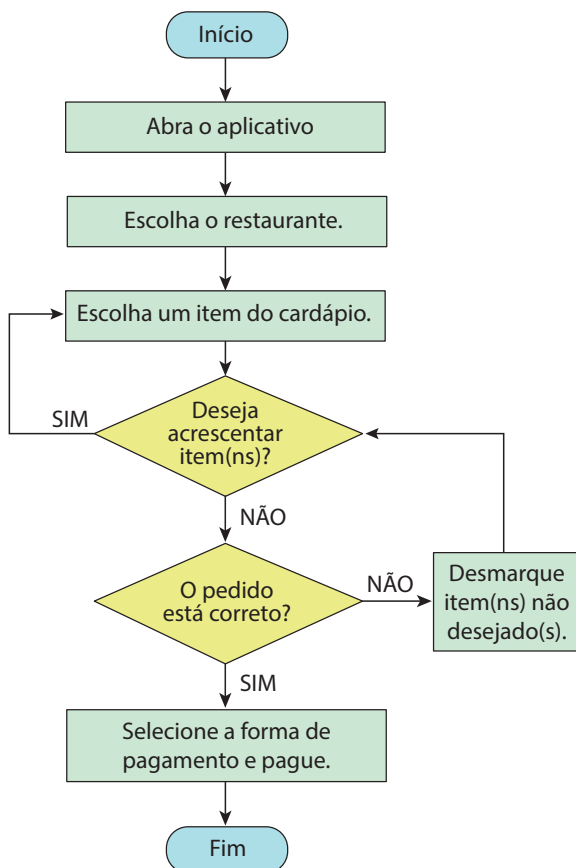 Início
Abra o aplicativo
Escolha o restaurante.
Escolha um item do cardápio.
Deseja
acrescentar
item(ns)?
SIM
NÃO
O pedido
está correto?
NÃO
Desmarque
item(ns) não
desejado(s).
SIM
Selecione a forma de
pagamento e pague.
Fim